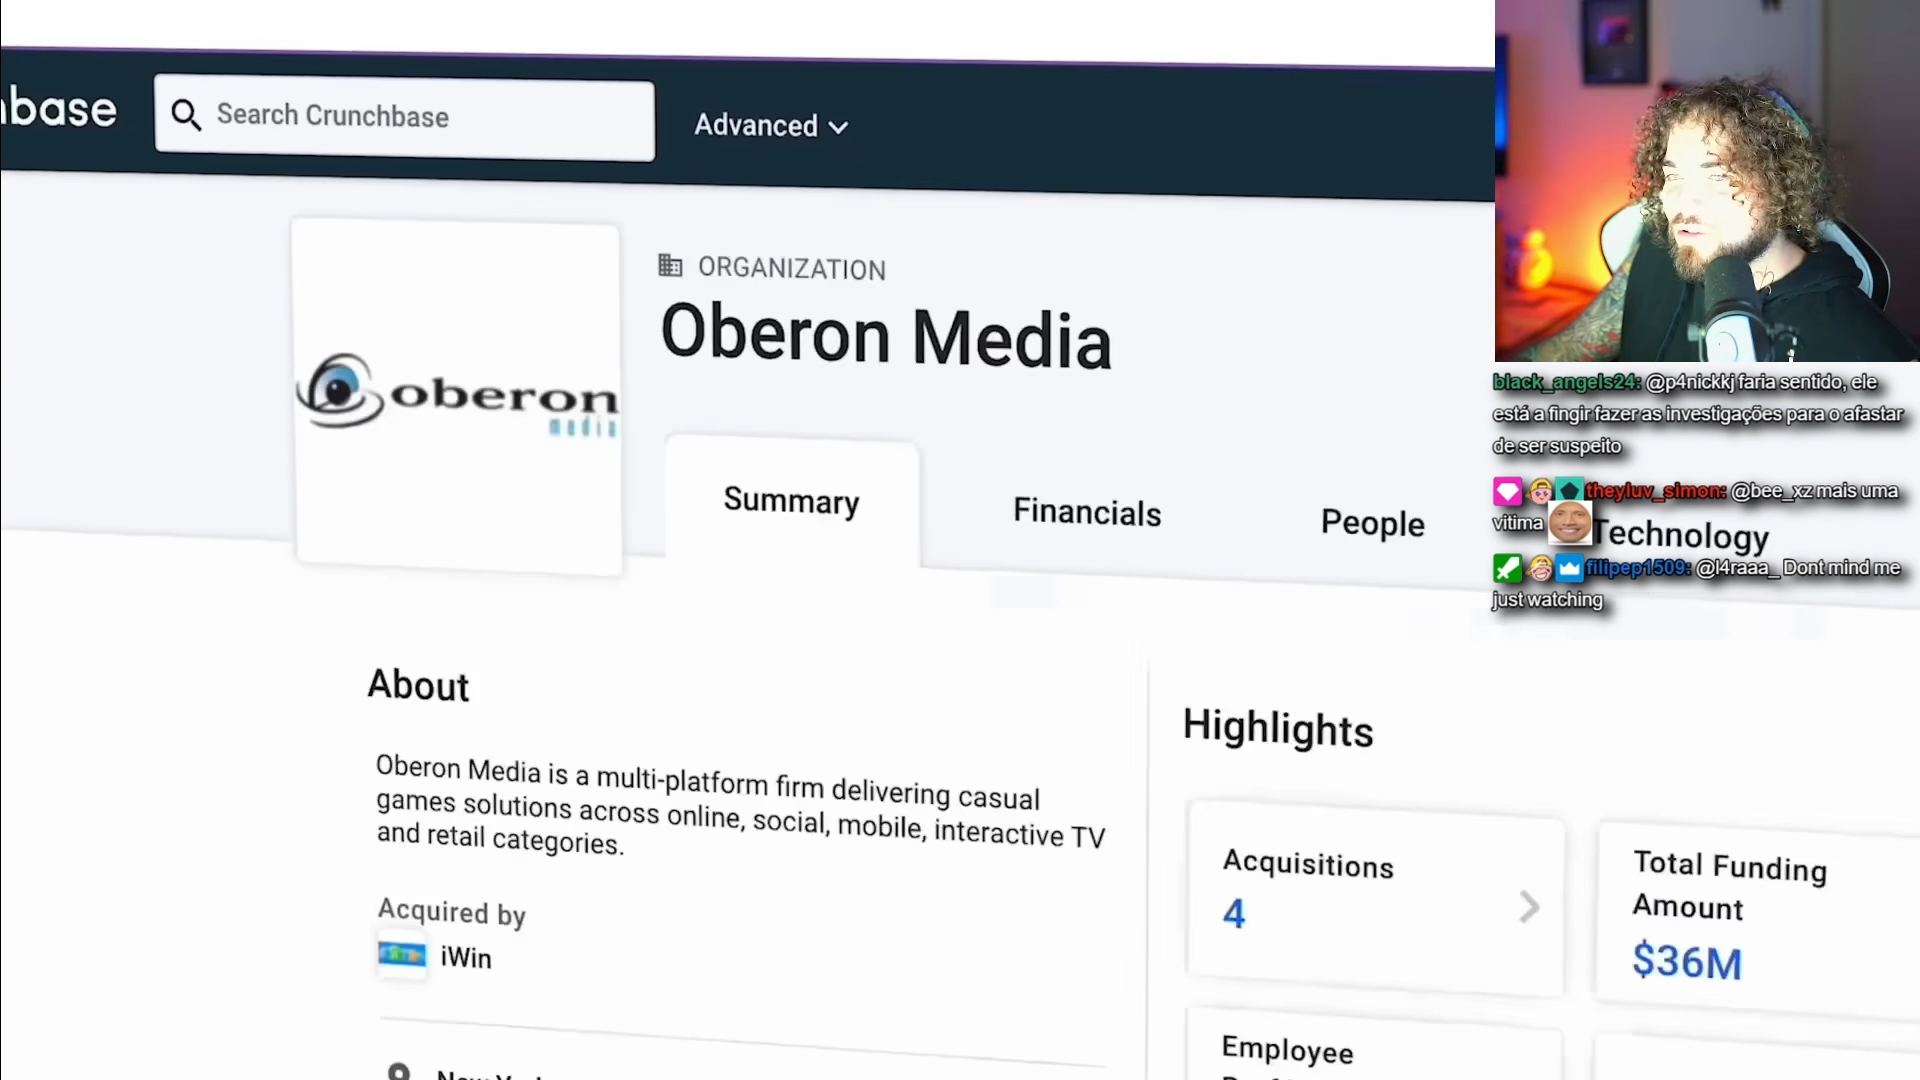 base
Search Crunchbase
Advanced
ORGANIZATION
Oberon Media
oberon
media
Summary
Financials
People
Technology
About
Oberon Media is a multi-platform firm delivering casual
games solutions across online, social, mobile, interactive TV
and retail categories.
Acquired by
iWin
Highlights
Acquisitions
4
Total Funding
Amount
$36M
Employee
black_angels24: @p4nickkj faria sentido, ele
está a fingir fazer as investigações para o afastar
de ser suspeito
theyluv_simon: @bee_xz mais uma
vitima
filipep1509: @l4raaa_ Dont mind me
just watching